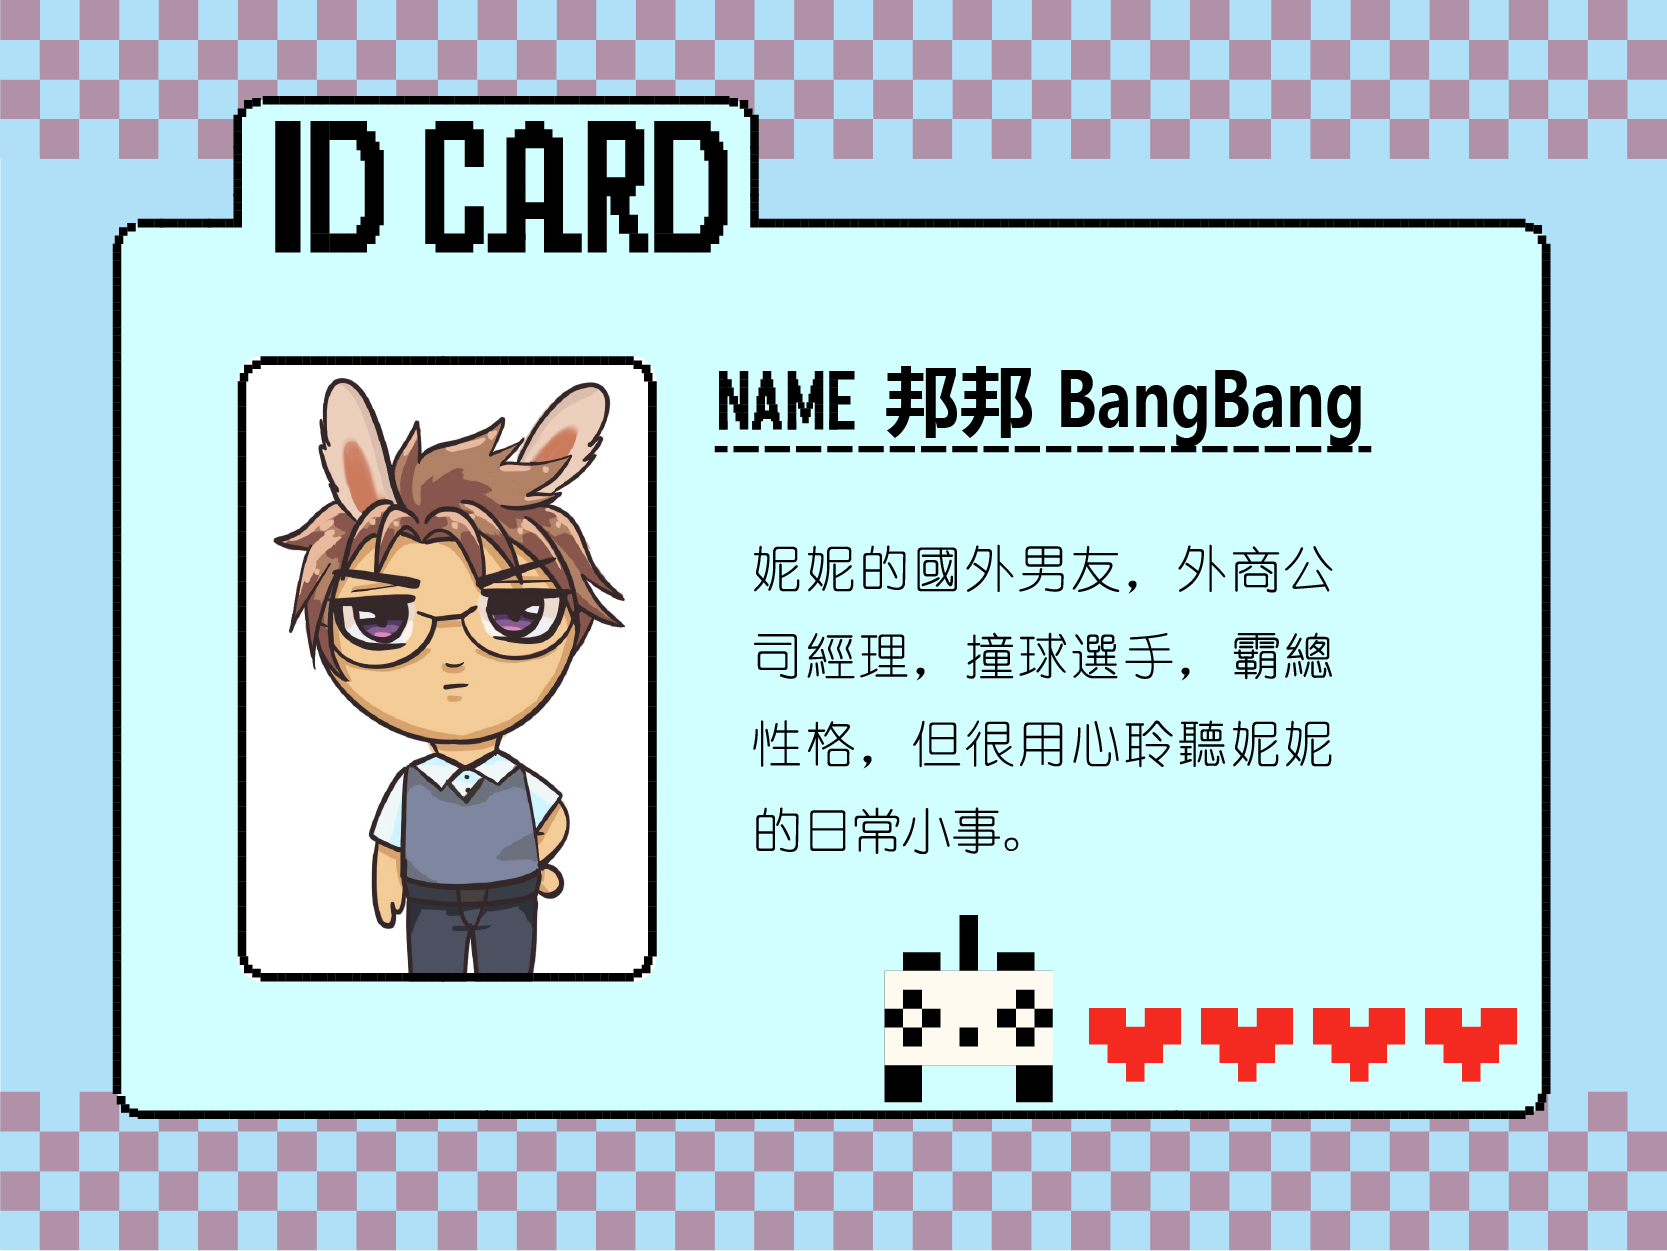 ID CARD
NAME 邦邦 BangBang
妮妮的國外男友，外商公
司經理，撞球選手，霸總
性格，但很用心聆聽妮妮
的日常小事。